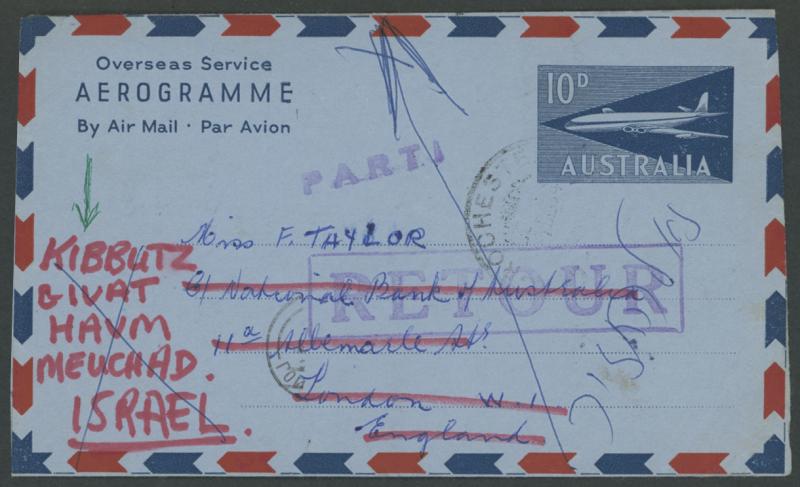 Overseas Service
AEROGRAMME
By Air Mail · Par Avion
10D
AUSTRALIA
PARTI
RETOUR
Miss F. TAYLOR
C/ National Bank of Australia
11a Albemarle St.
London W.1
England
KIBBUTZ
GIVAT
HAYM
MEUCHAD.
ISRAEL.